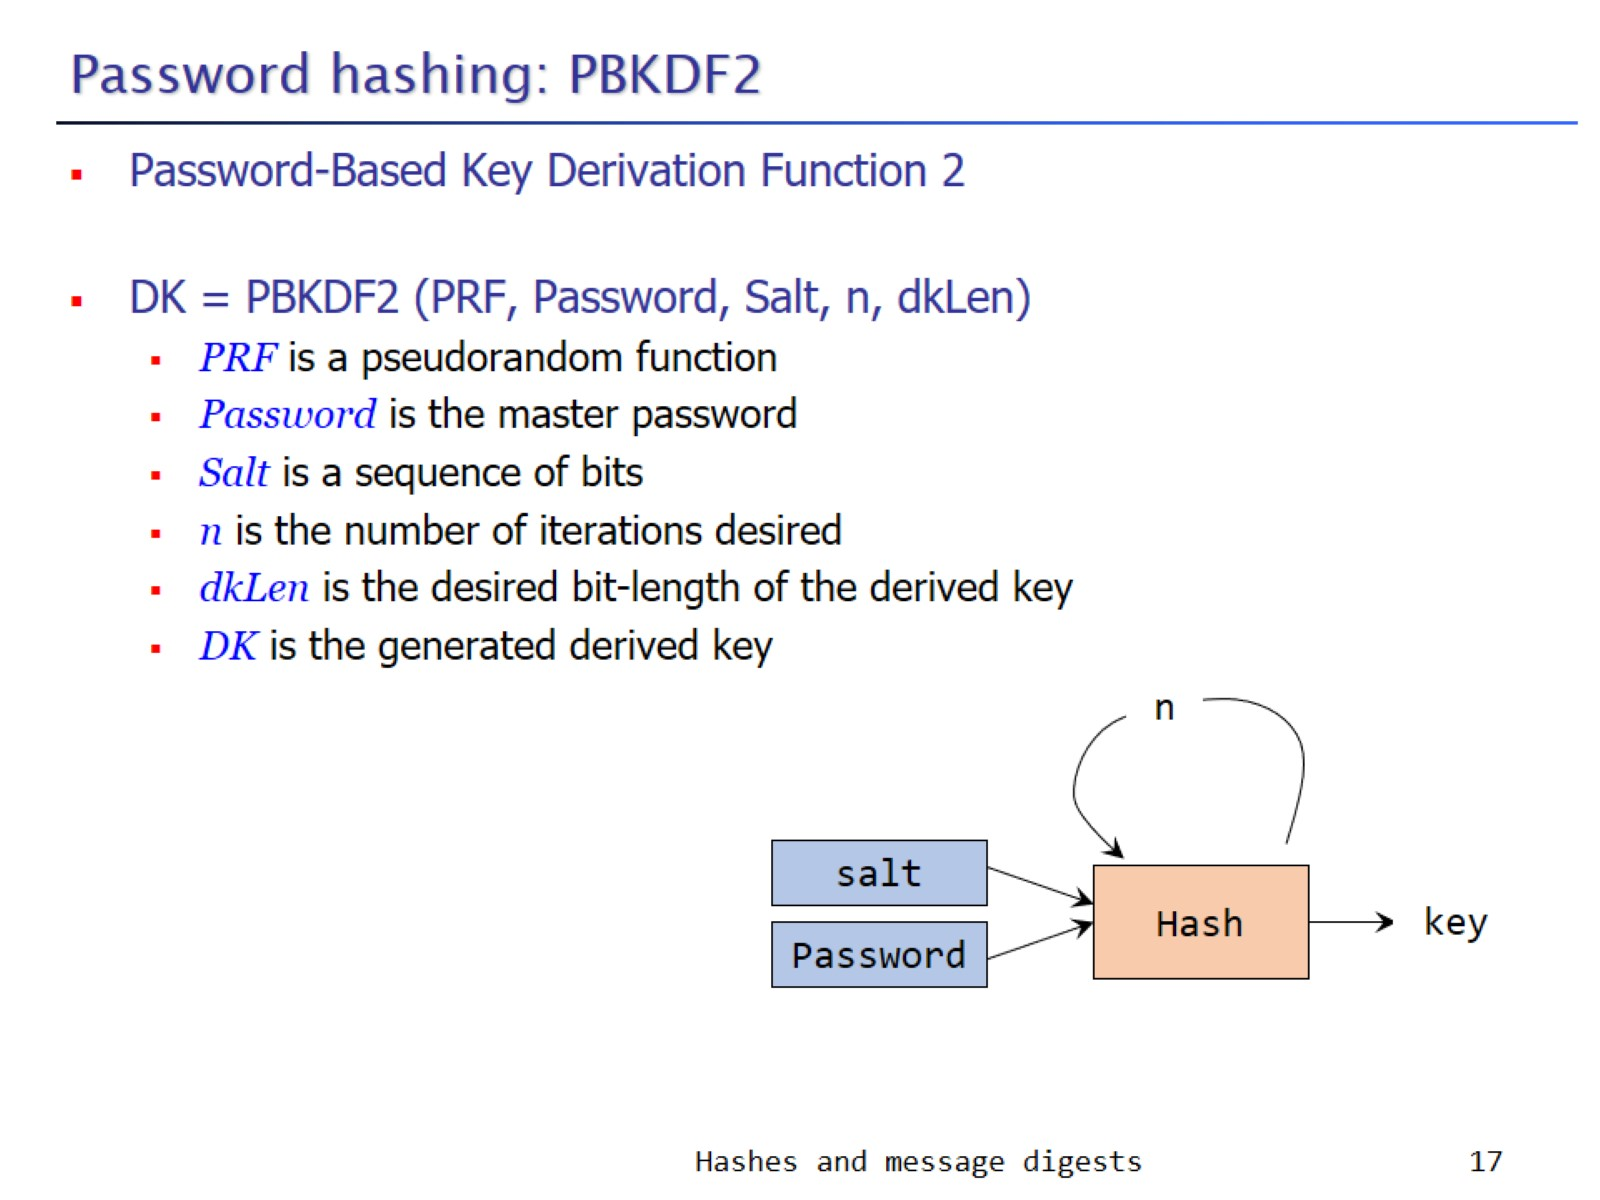 Password hashing: PBKDF2
Password-Based Key Derivation Function 2
DK = PBKDF2 (PRF, Password, Salt, n, dkLen)
PRF is a pseudorandom function
Password is the master password
Salt is a sequence of bits
n is the number of iterations desired
dkLen is the desired bit-length of the derived key
DK is the generated derived key
n
salt
Password
Hash
key
Hashes and message digests
17